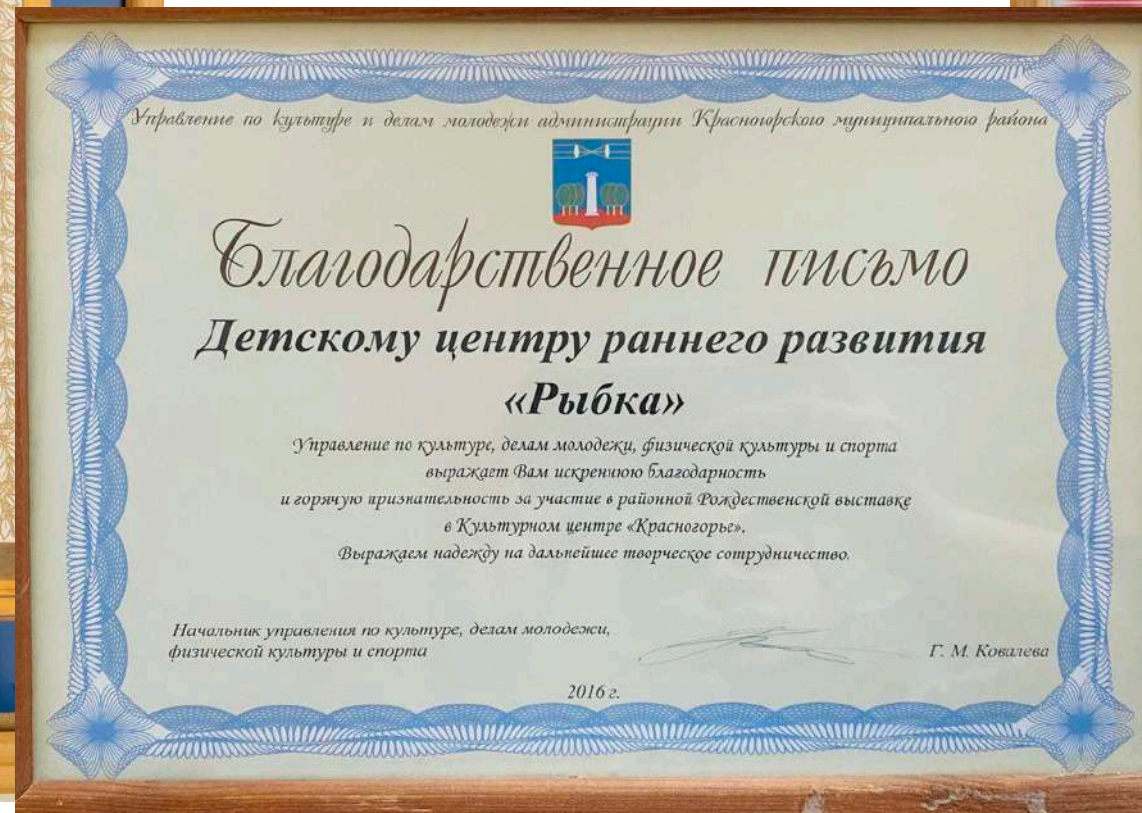 Управление по культуре и делам молодежи администрации Красногорского муниципального района
Благодарственное письмо
Детскому центру раннего развития
«Рыбка»
Управление по культуре, делам молодежи, физической культуры и спорта
выражает Вам искреннюю благодарность
и горячую признательность за участие в районной Рождественской выставке
в Культурном центре «Красногорье».
Выражаем надежду на дальнейшее творческое сотрудничество.
Начальник управления по культуре, делам молодежи,
физической культуры и спорта
Г. М. Ковалева
2016 г.